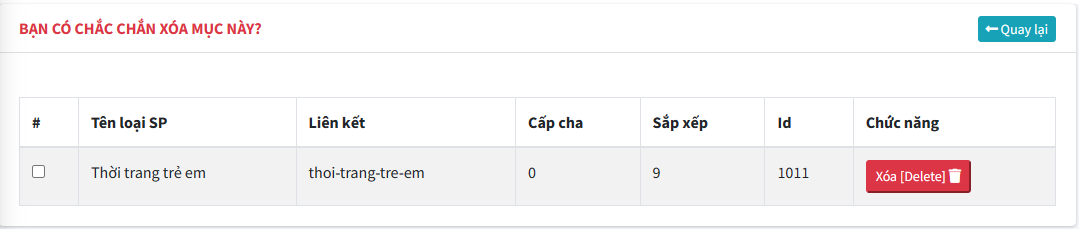 BẠN CÓ CHẮC CHẮN XÓA MỤC NÀY?
Quay lại
# Tên loại SP Liên kết Cấp cha Sắp xếp Id Chức năng
Thời trang trẻ em thoi-trang-tre-em 0 9 1011 Xóa [Delete]